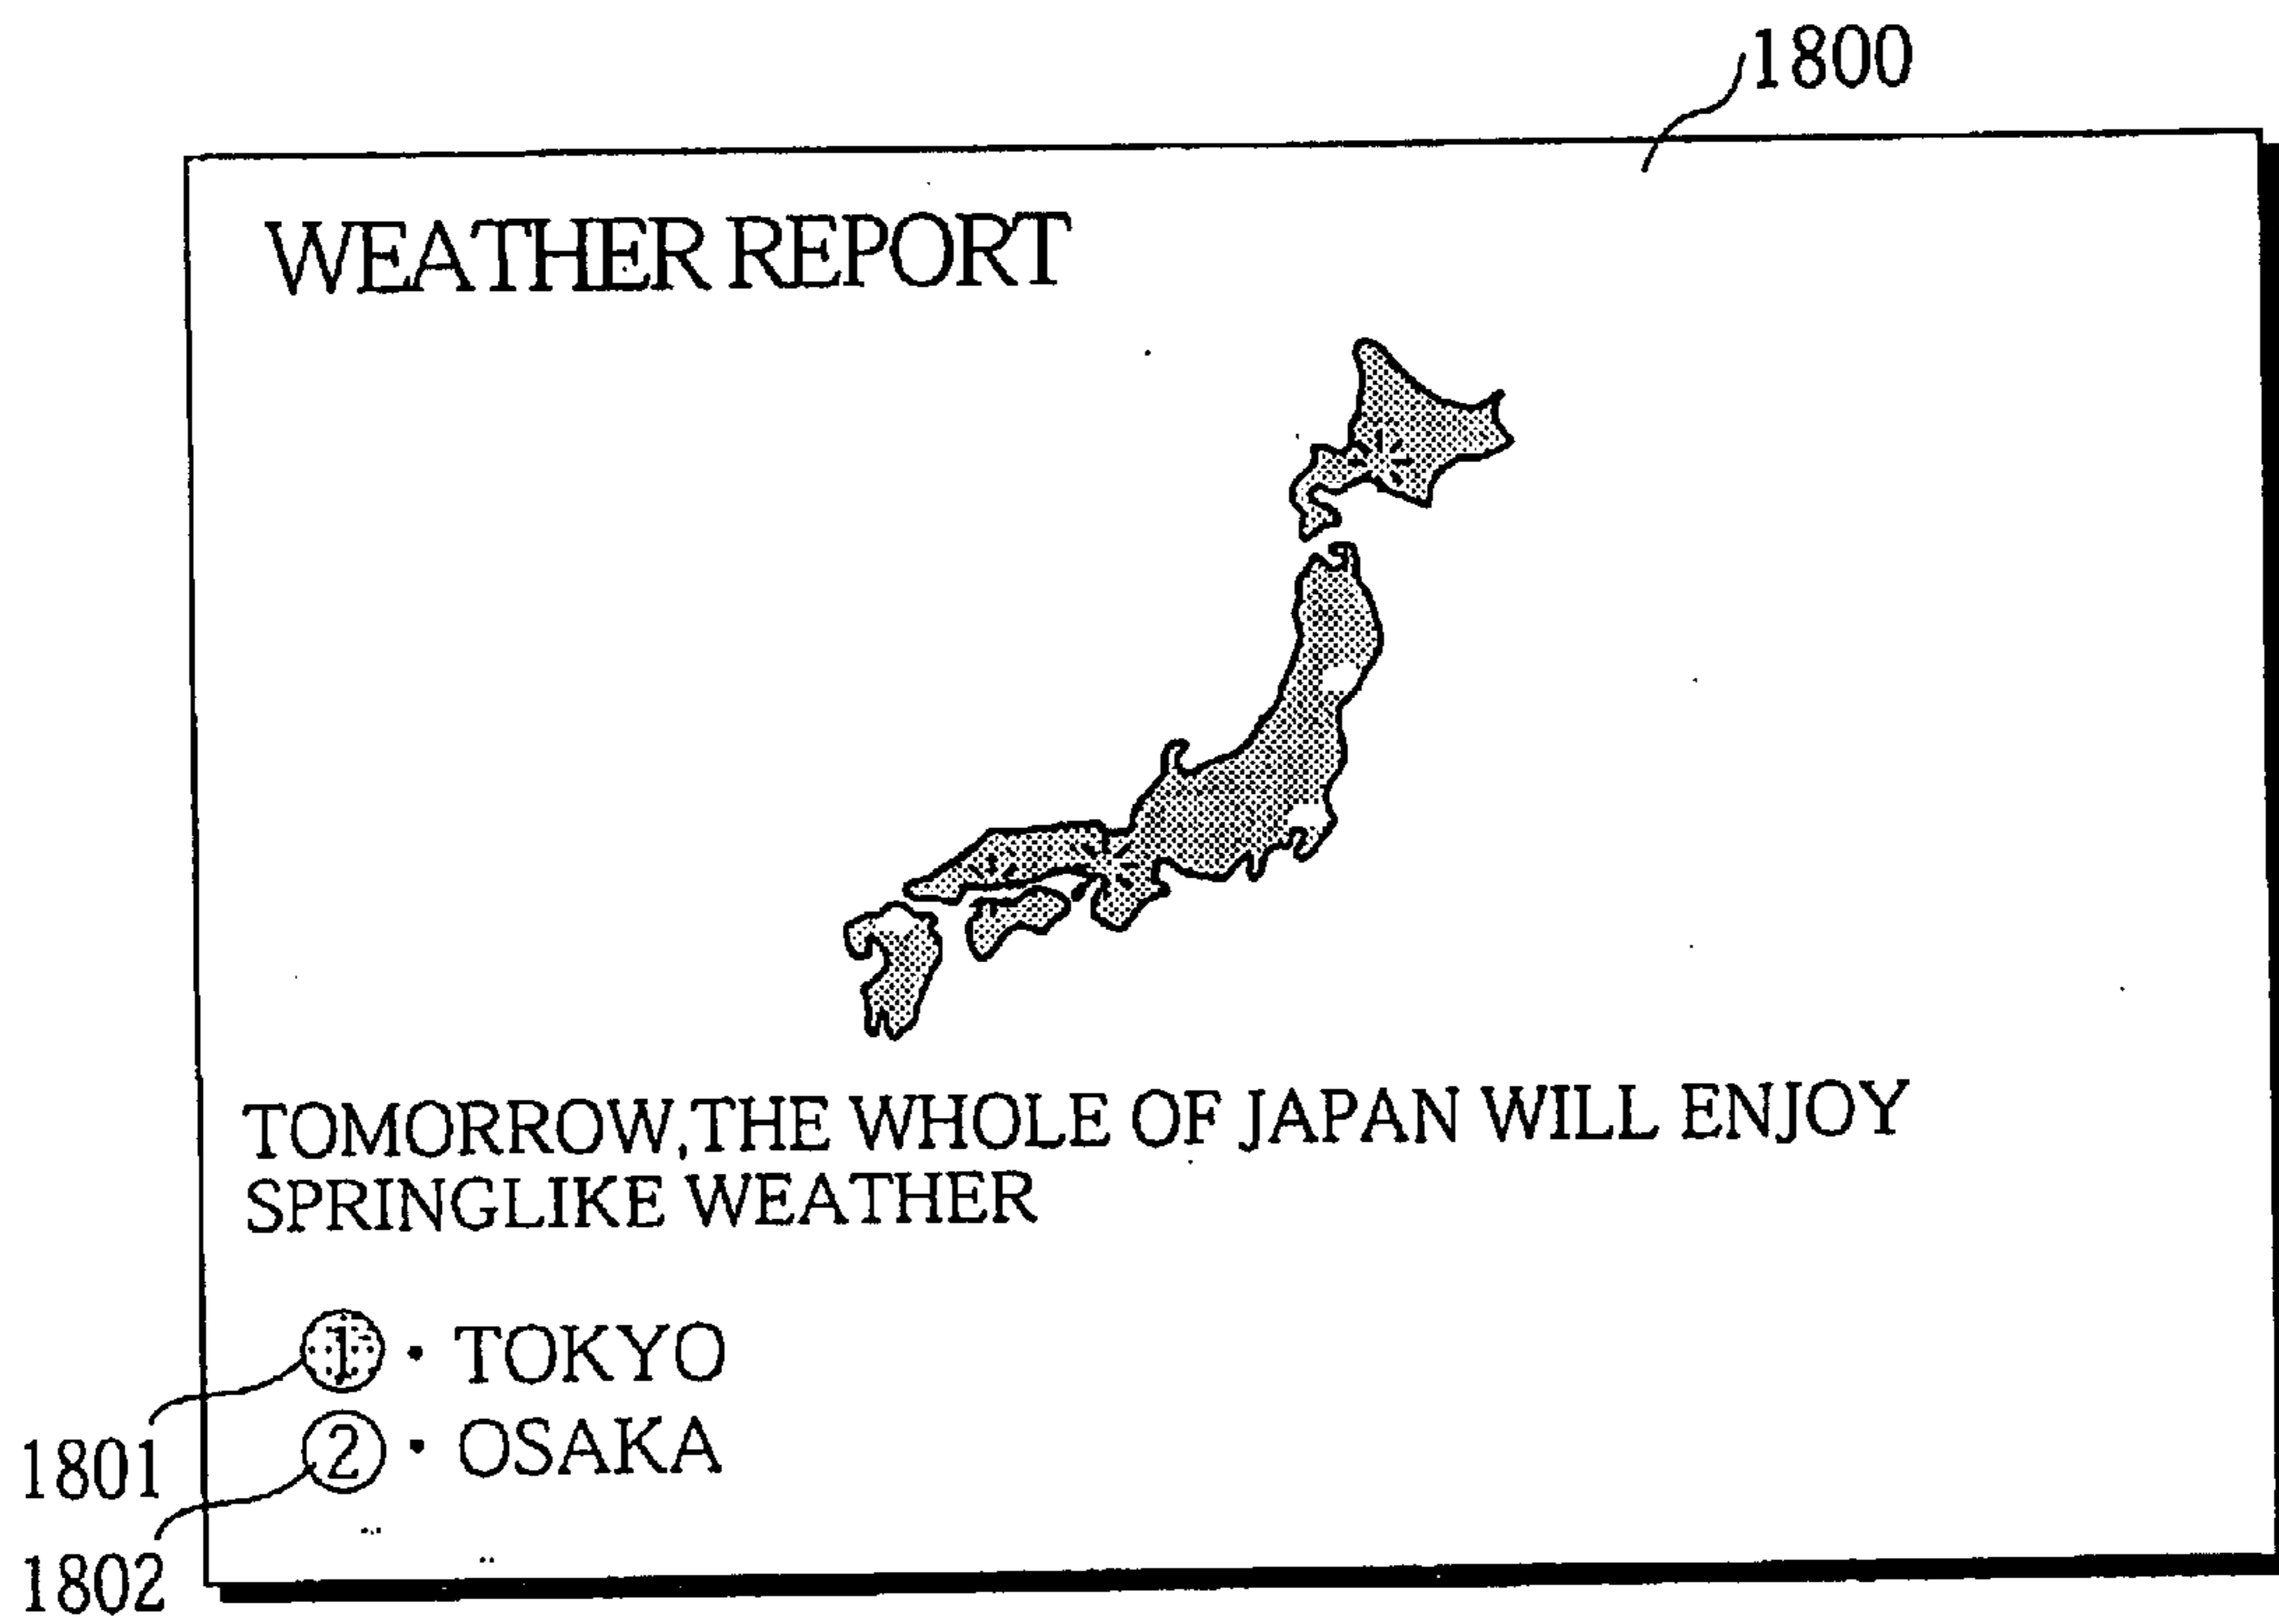 1800
WEATHER REPORT
TOMORROW,THE WHOLE OF JAPAN WILL ENJOY
SPRINGLIKE WEATHER
① · TOKYO
② · OSAKA
1801
1802